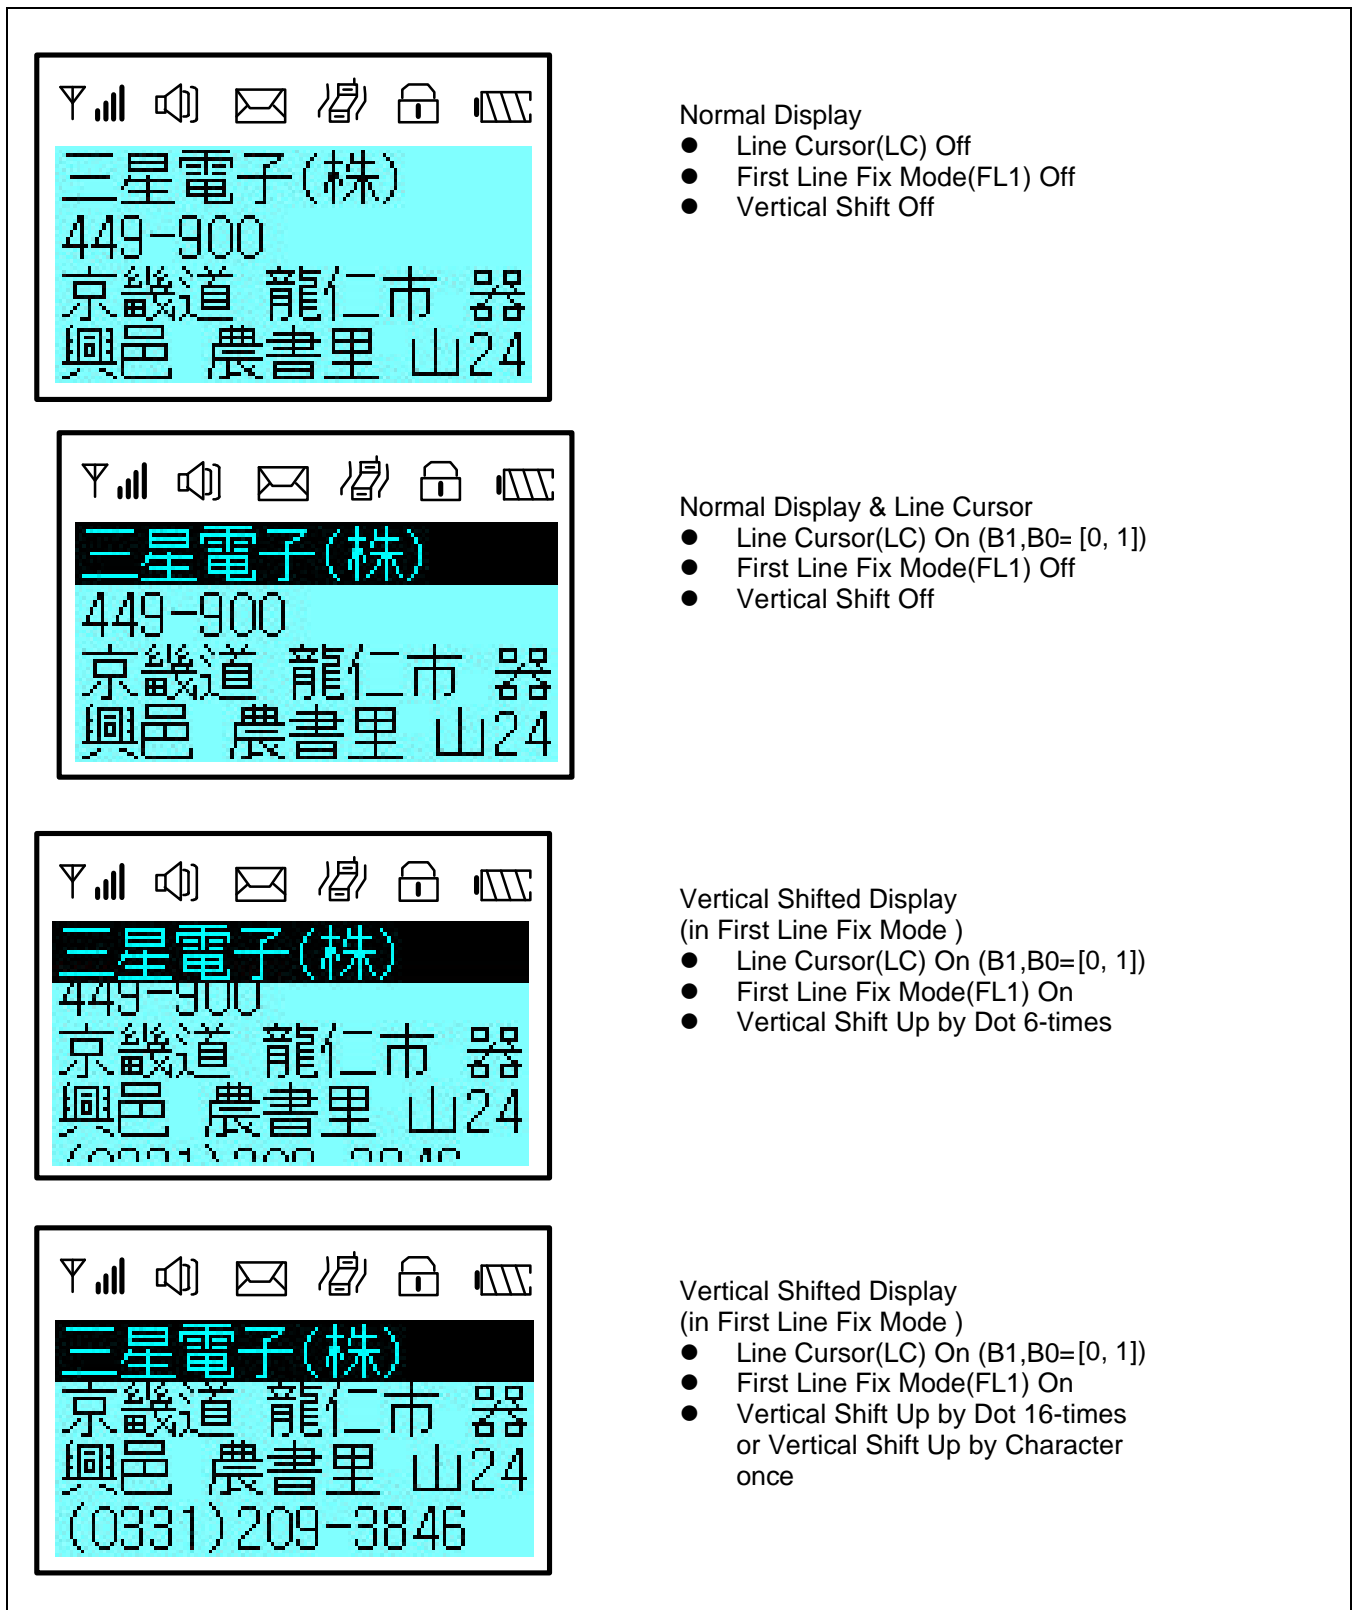 三星電子(株)
449-900
京畿道 龍仁市 器
興邑 農書里 山24
Normal Display
● Line Cursor(LC) Off
● First Line Fix Mode(FL1) Off
● Vertical Shift Off
三星電子(株)
449-900
京畿道 龍仁市 器
興邑 農書里 山24
Normal Display & Line Cursor
● Line Cursor(LC) On (B1,B0= [0, 1])
● First Line Fix Mode(FL1) Off
● Vertical Shift Off
三星電子(株)
449-900
京畿道 龍仁市 器
興邑 農書里 山24
(0331)209-3846
Vertical Shifted Display
(in First Line Fix Mode )
● Line Cursor(LC) On (B1,B0=[0, 1])
● First Line Fix Mode(FL1) On
● Vertical Shift Up by Dot 6-times
三星電子(株)
京畿道 龍仁市 器
興邑 農書里 山24
(0331)209-3846
Vertical Shifted Display
(in First Line Fix Mode )
● Line Cursor(LC) On (B1,B0=[0, 1])
● First Line Fix Mode(FL1) On
● Vertical Shift Up by Dot 16-times
or Vertical Shift Up by Character
once